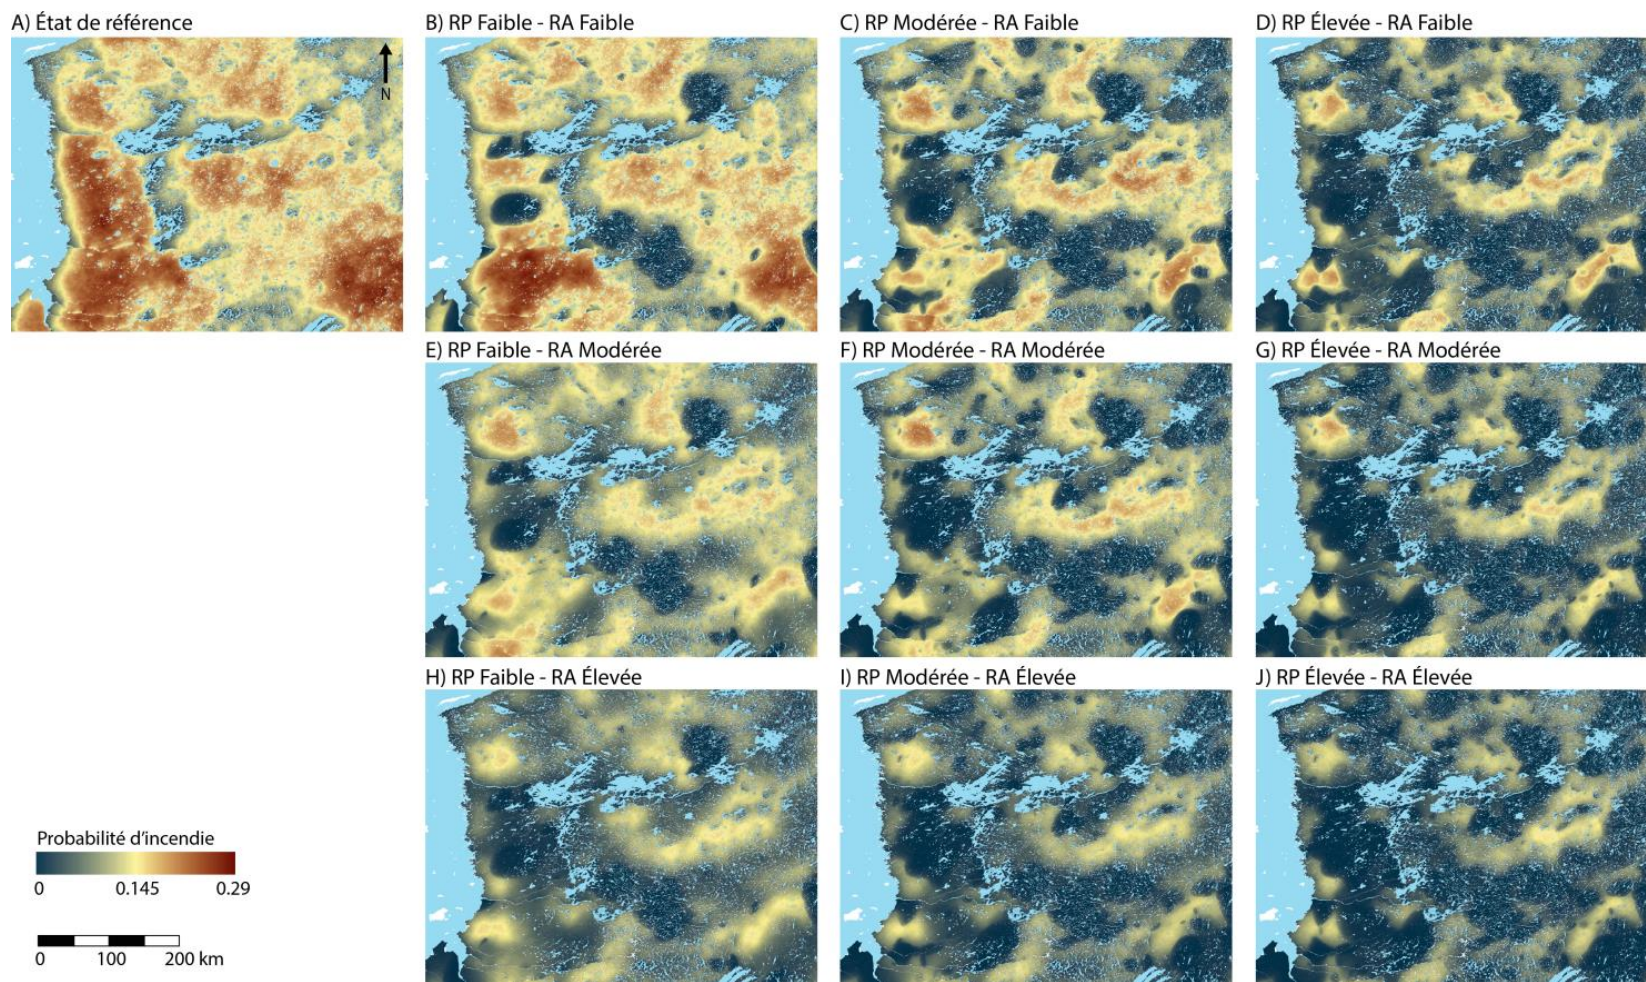 A) État de référence
B) RP Faible - RA Faible
C) RP Modérée - RA Faible
D) RP Élevée - RA Faible
N
E) RP Faible - RA Modérée
F) RP Modérée - RA Modérée
G) RP Élevée - RA Modérée
H) RP Faible - RA Élevée
I) RP Modérée - RA Élevée
J) RP Élevée - RA Élevée
Probabilité d'incendie
0 0.145 0.29
0 100 200 km